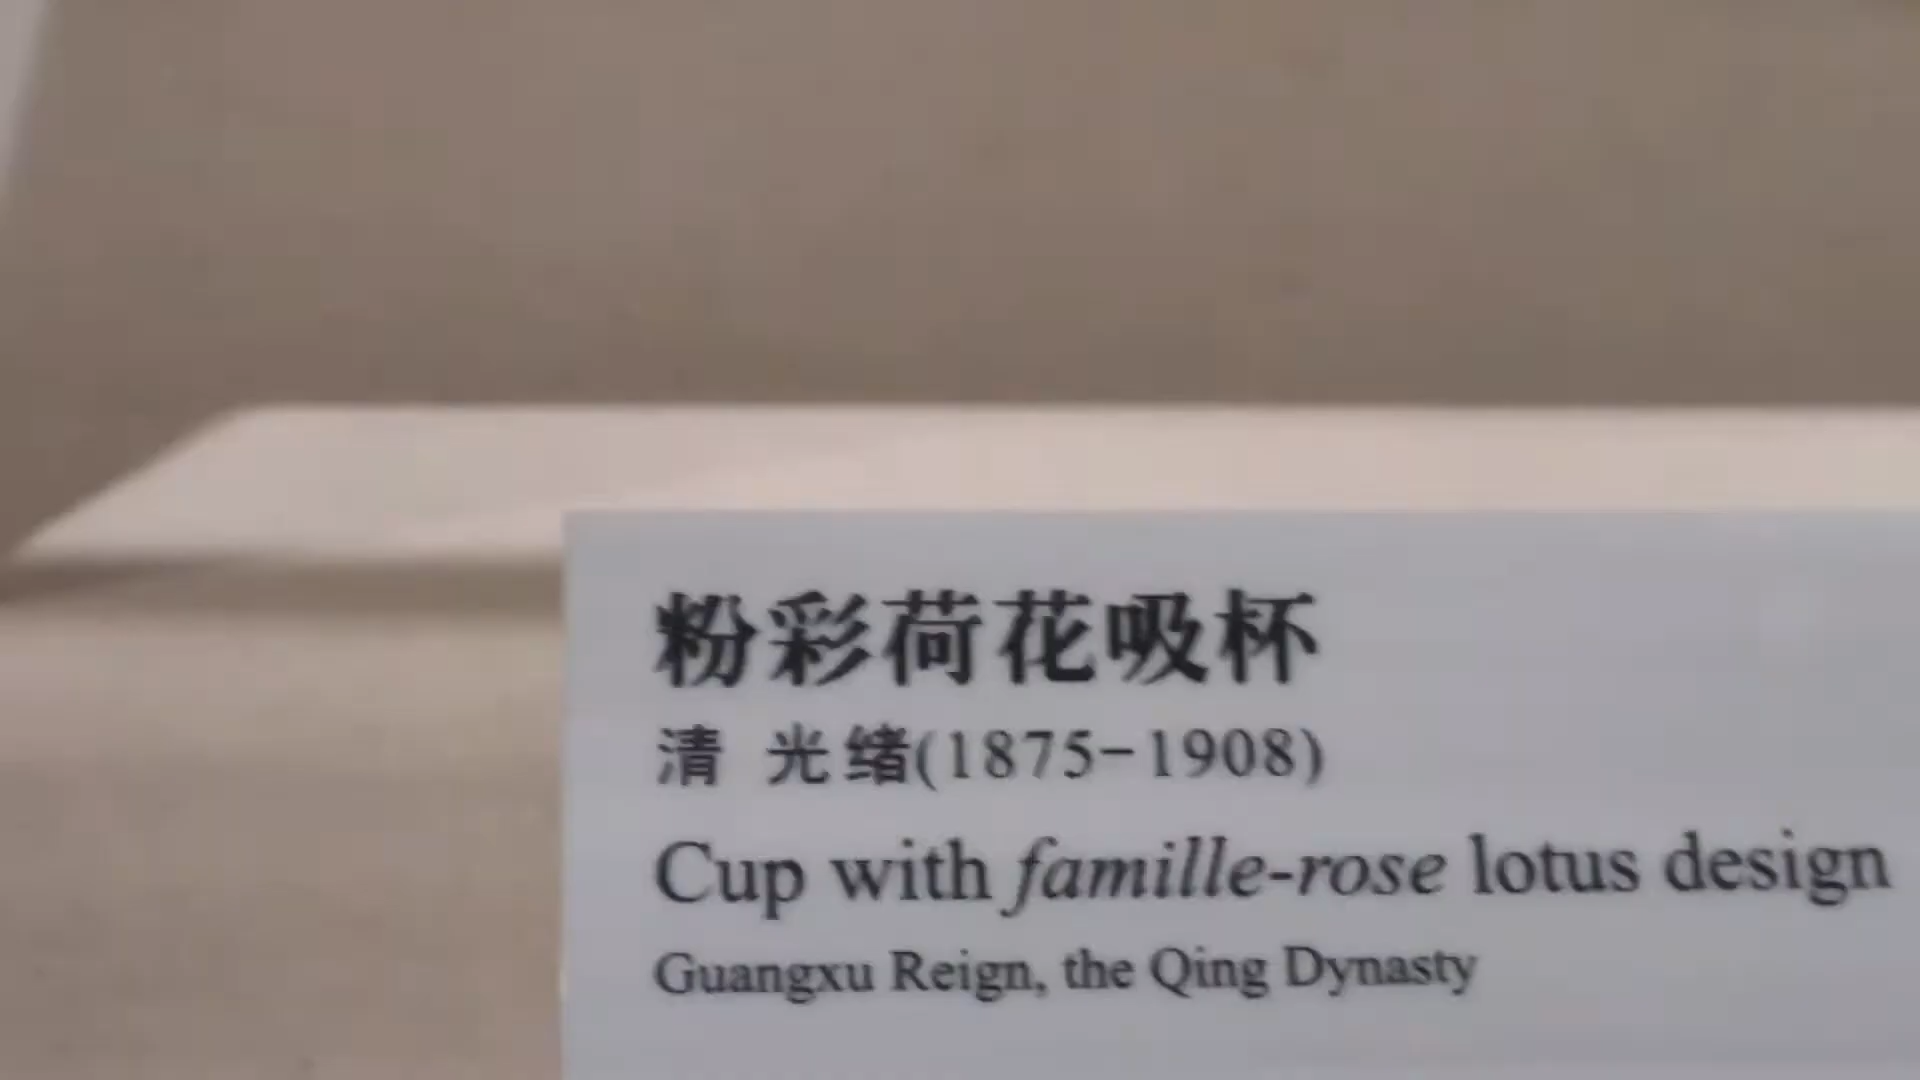 粉彩荷花吸杯
清 光绪(1875-1908)
Cup with famille-rose lotus design
Guangxu Reign, the Qing Dynasty